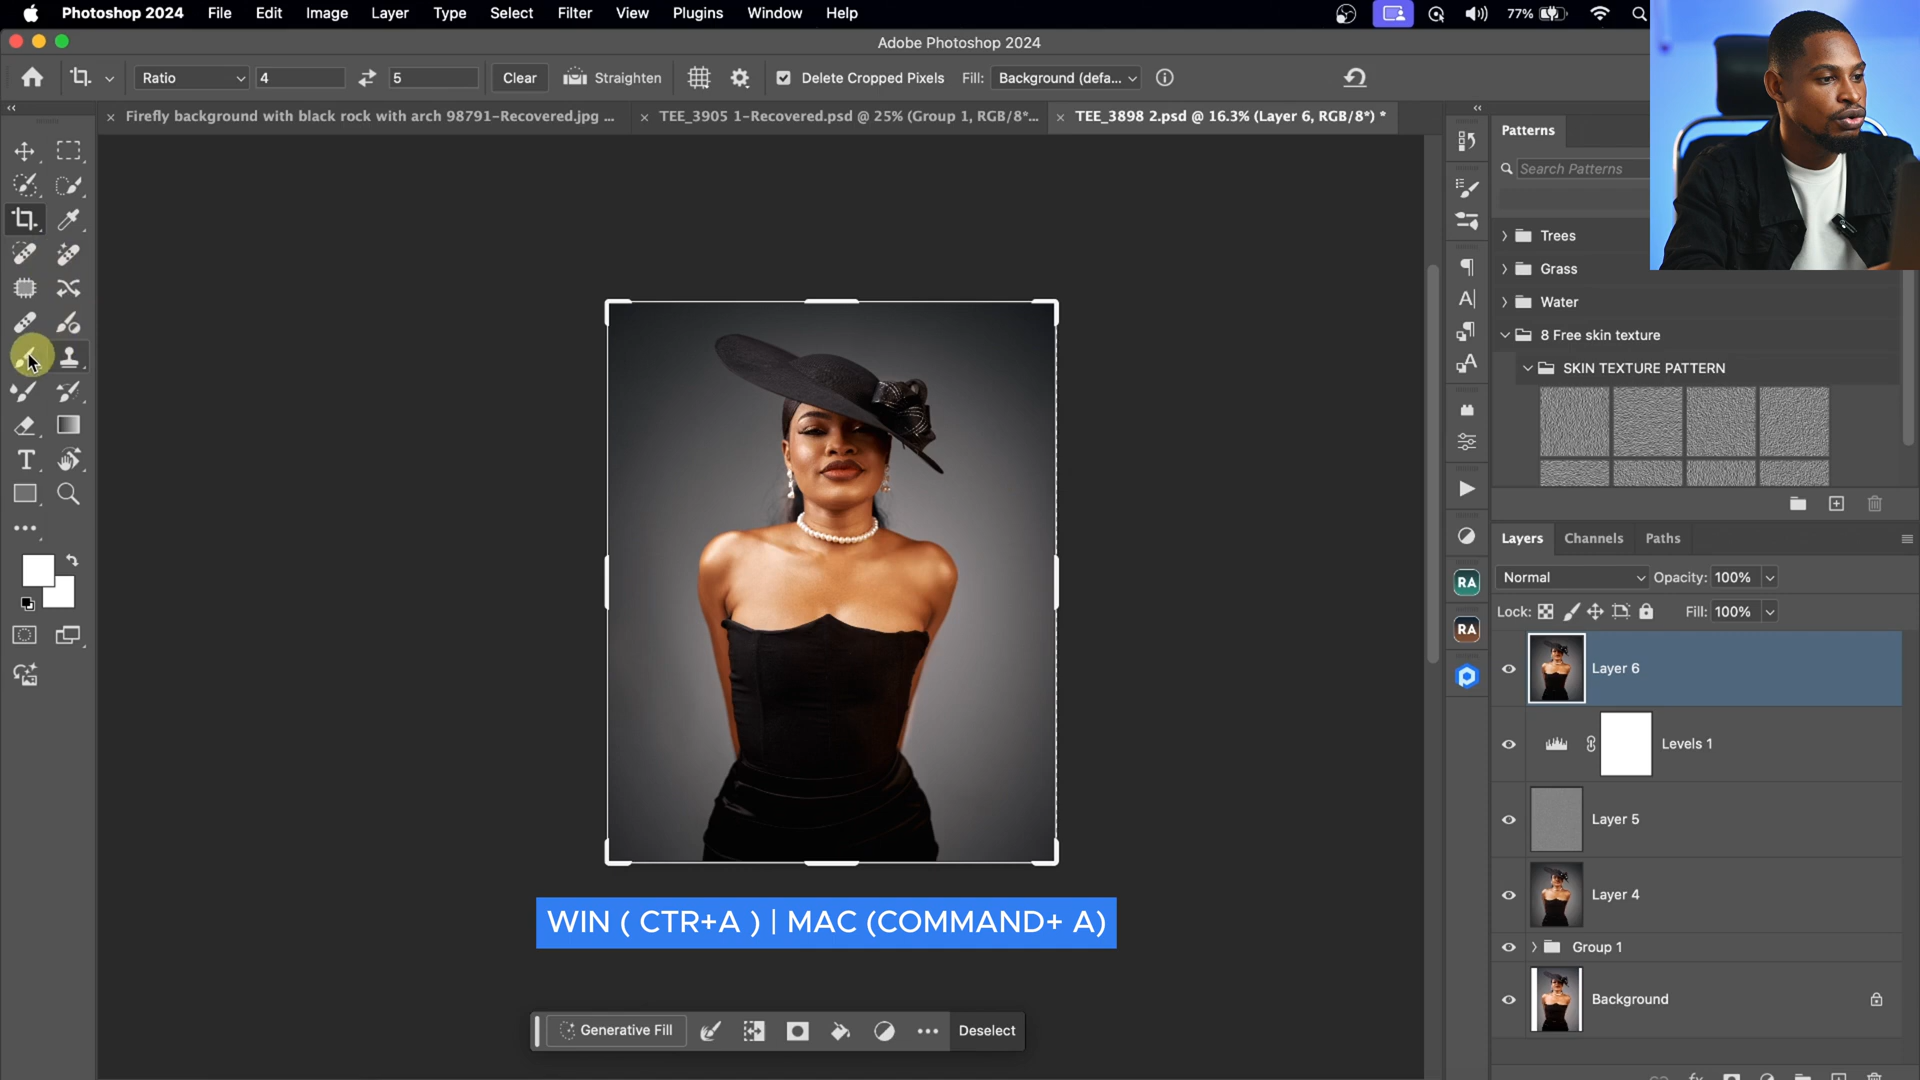 Photoshop 2024 File Edit Image Layer Type Select Filter View Plugins Window Help 77%
Adobe Photoshop 2024
Ratio 4 5 Clear Straighten Delete Cropped Pixels Fill: Background (defa...
Firefly background with black rock with arch 98791-Recovered.jpg ...
TEE_3905 1-Recovered.psd @ 25% (Group 1, RGB/8*...
TEE_3898 2.psd @ 16.3% (Layer 6, RGB/8*) *
Patterns
Search Patterns
Trees
Grass
Water
8 Free skin texture
SKIN TEXTURE PATTERN
Layers Channels Paths
Normal Opacity: 100%
Lock: Fill: 100%
Layer 6
Levels 1
Layer 5
Layer 4
Group 1
Background
RA
RA
WIN ( CTR+A ) | MAC (COMMAND+ A)
Generative Fill Deselect